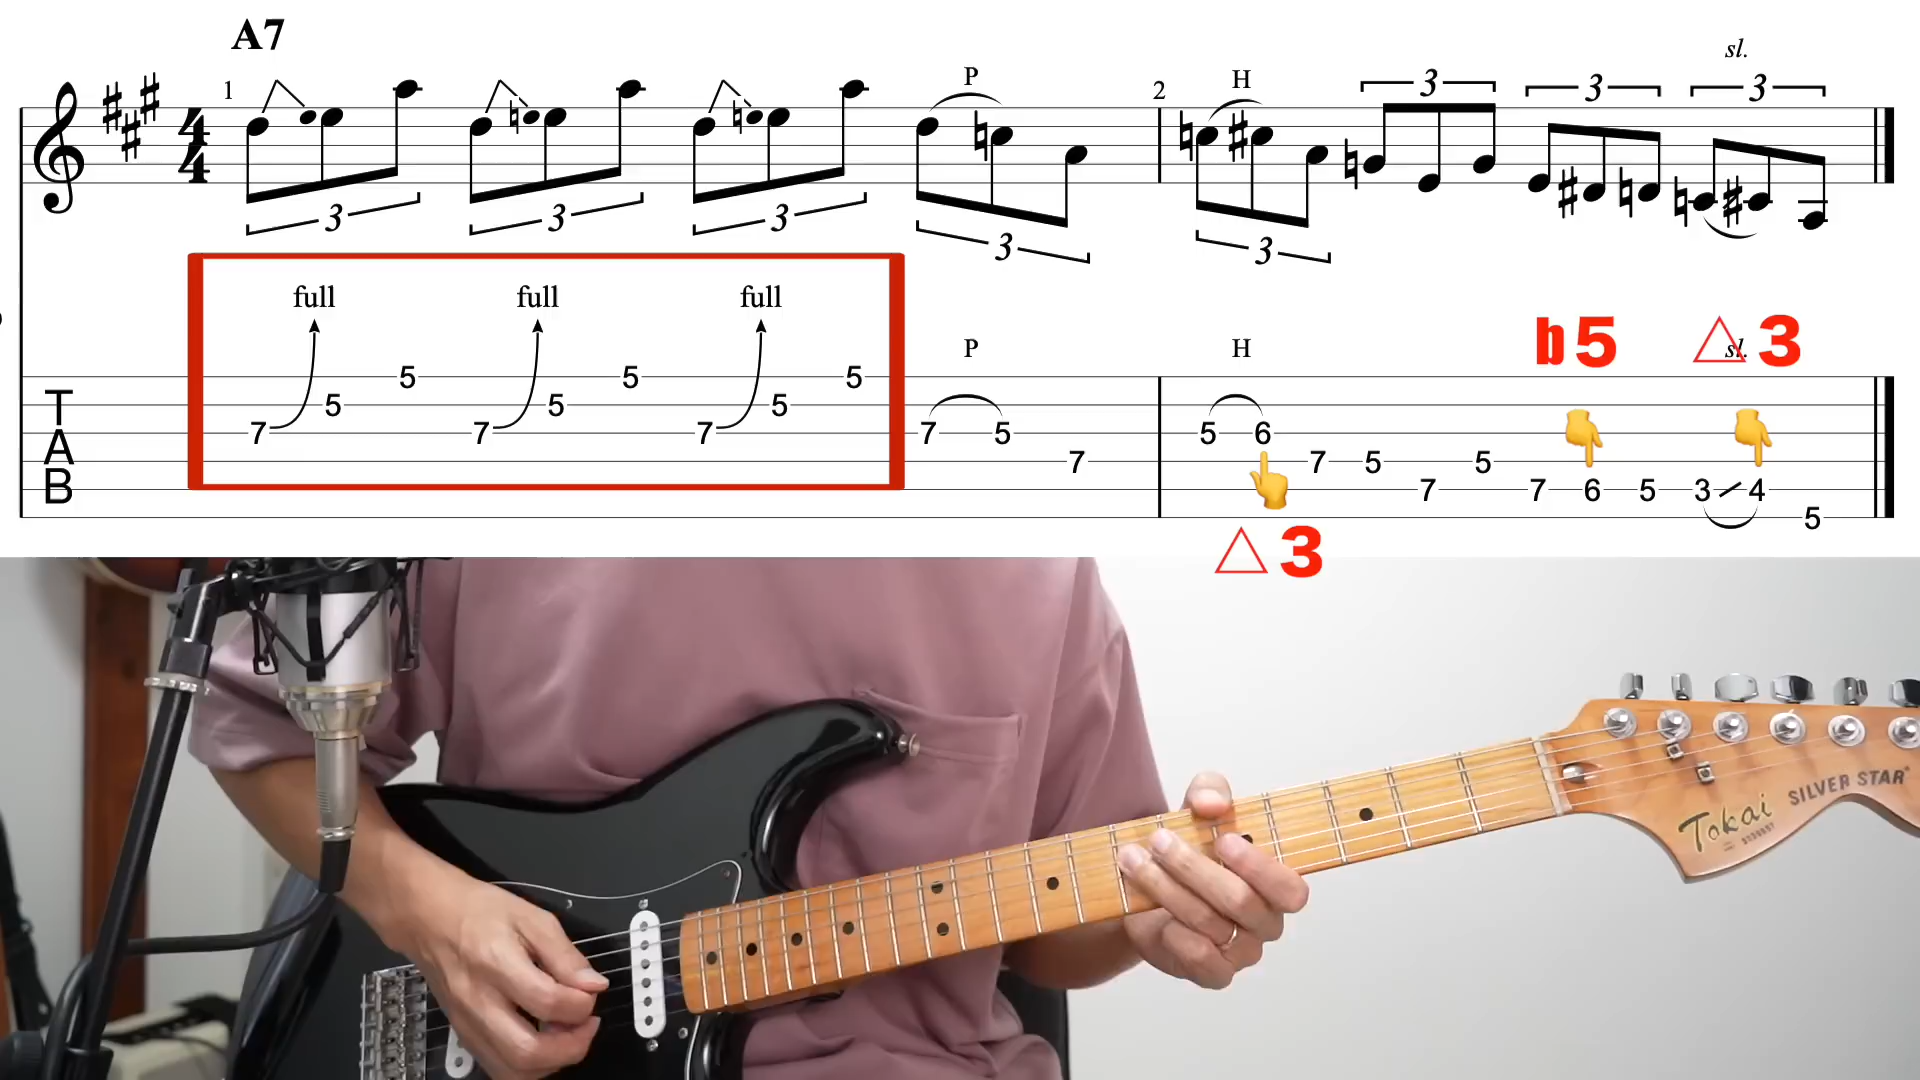 A7
sl.
1 P 2 H 3 3 3
4
4
3 3 3 3 3
full full full
♮5 △3
P H sl.
5 5 5
T 5 5 5
A 7 7 7 7 5 5 6
7 7 5 5
B 7 7 6 5 3 4
5
△3
SILVER STAR
Tokai